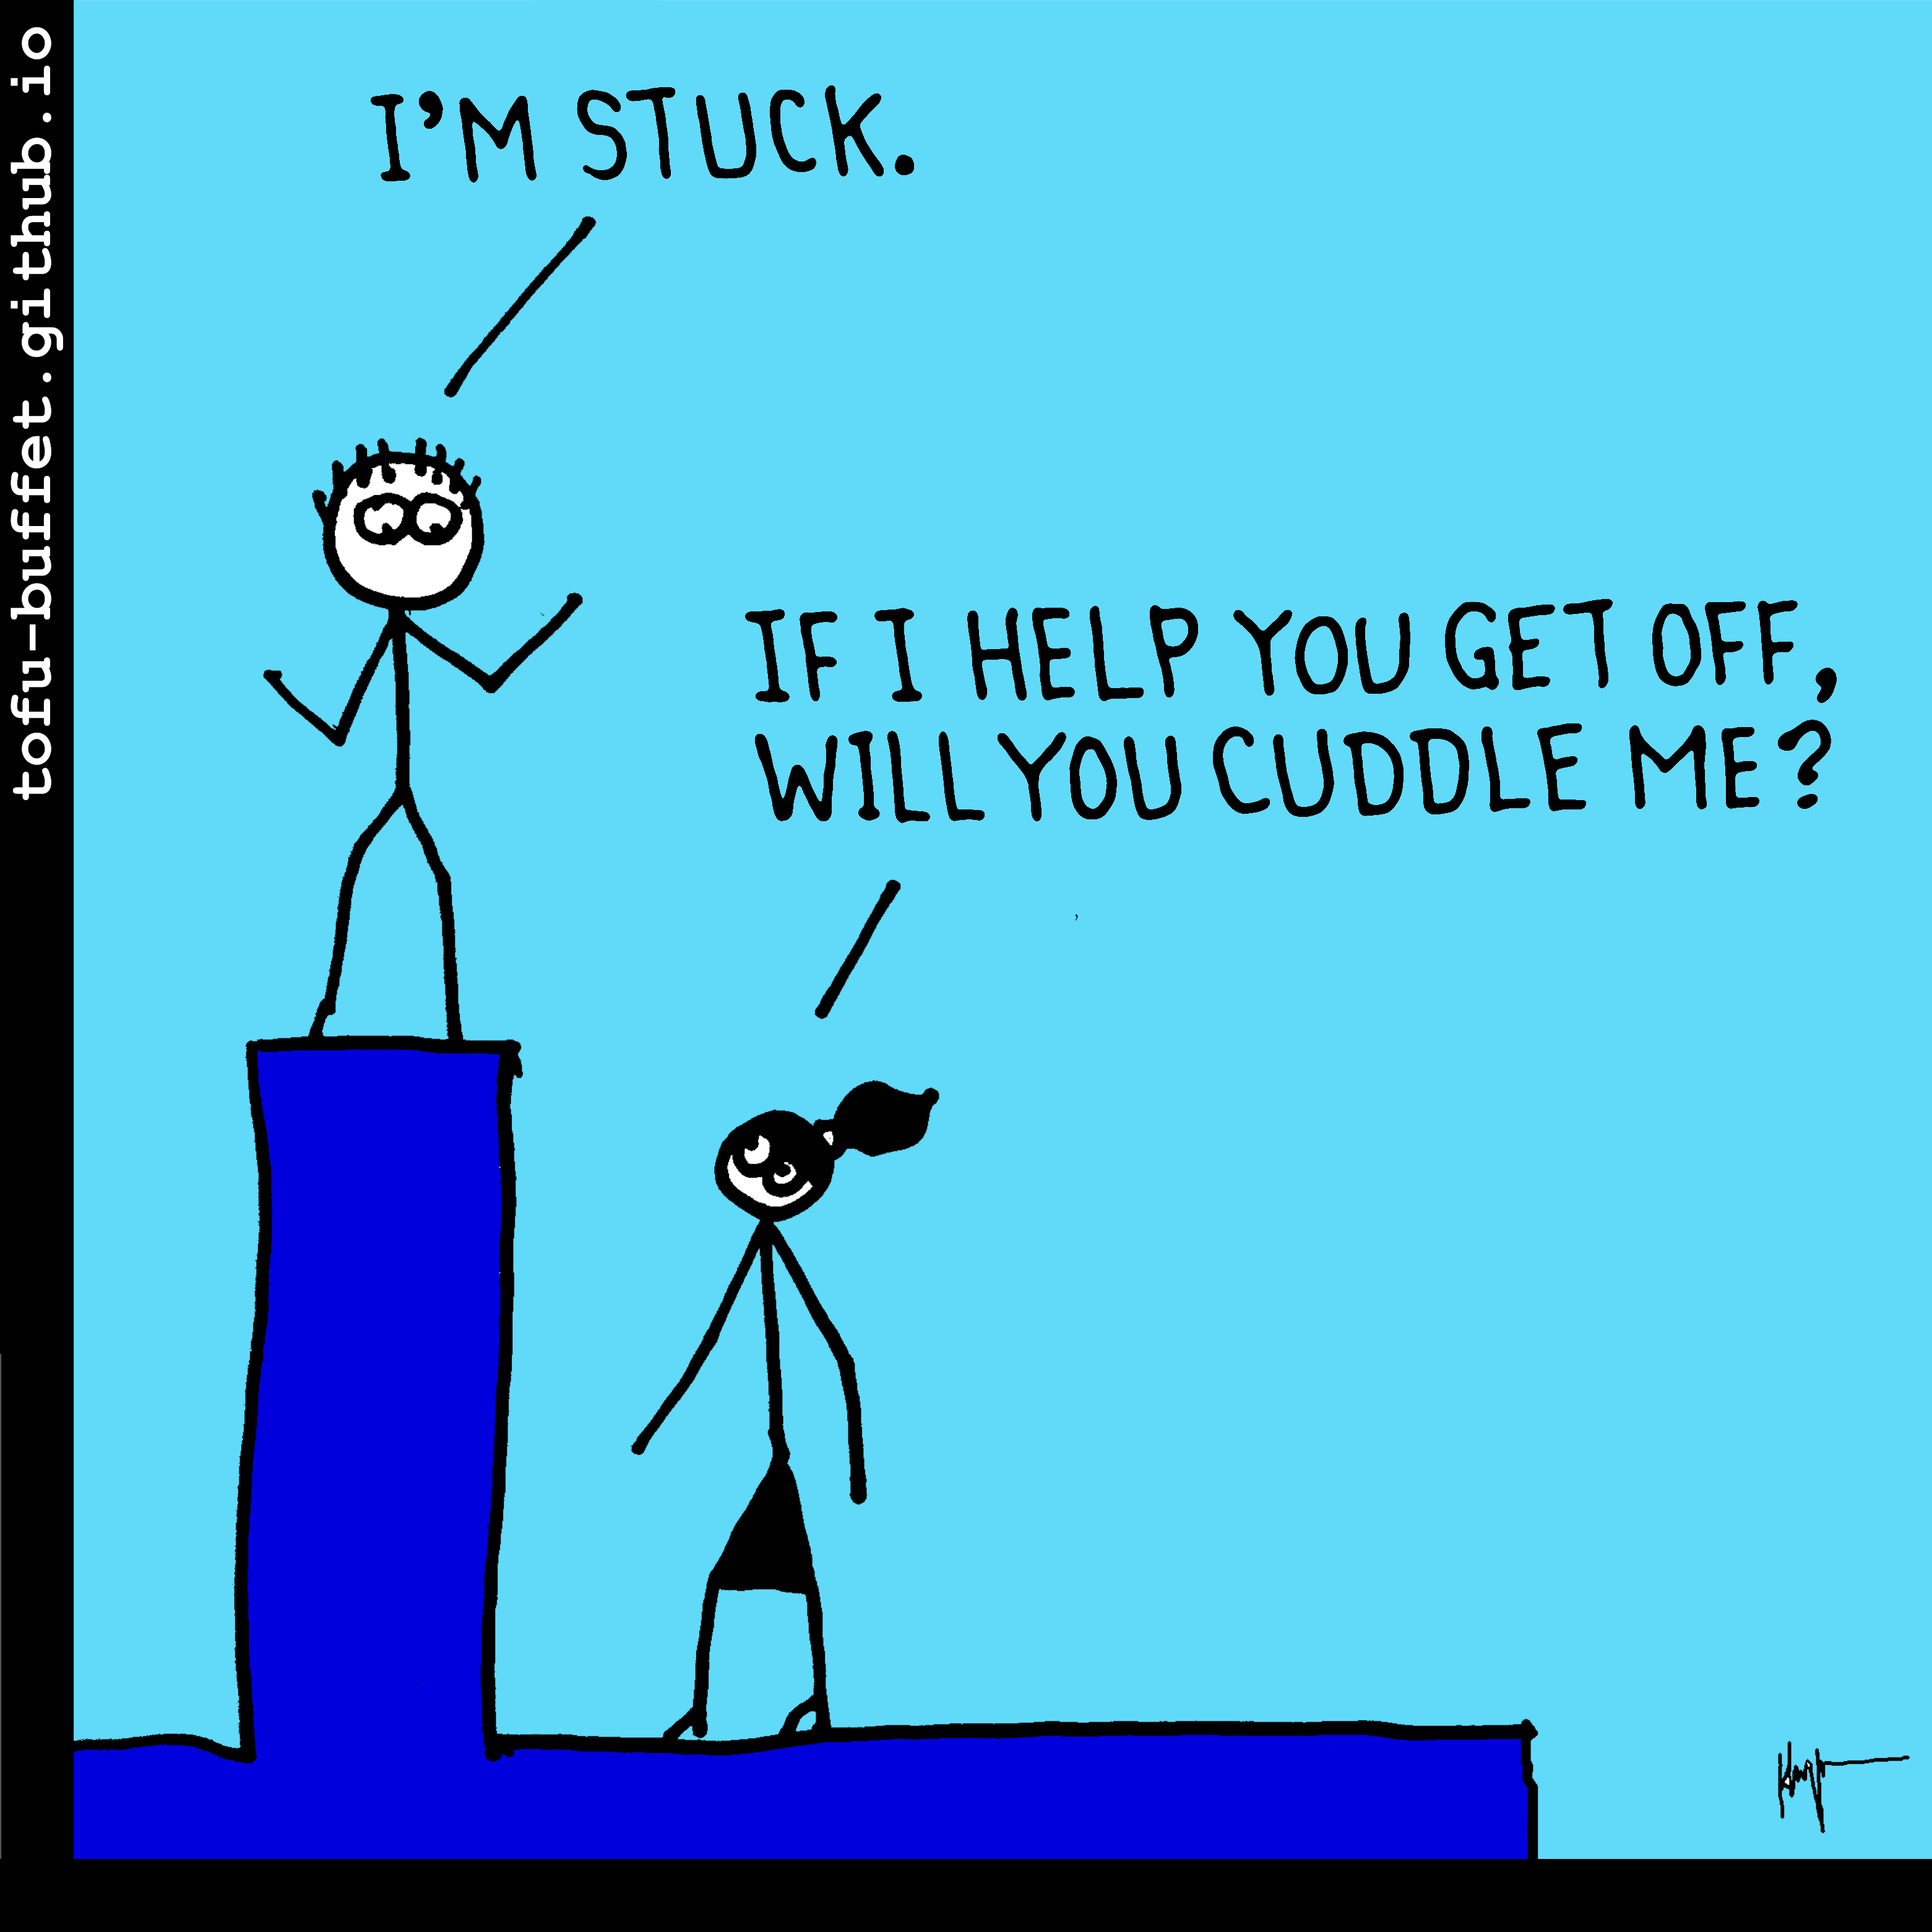 tofu-buffet.github.io
I'M STUCK.
IF I HELP YOU GET OFF,
WILL YOU CUDDLE ME?